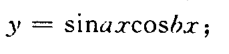 y = sinaxcosbx;